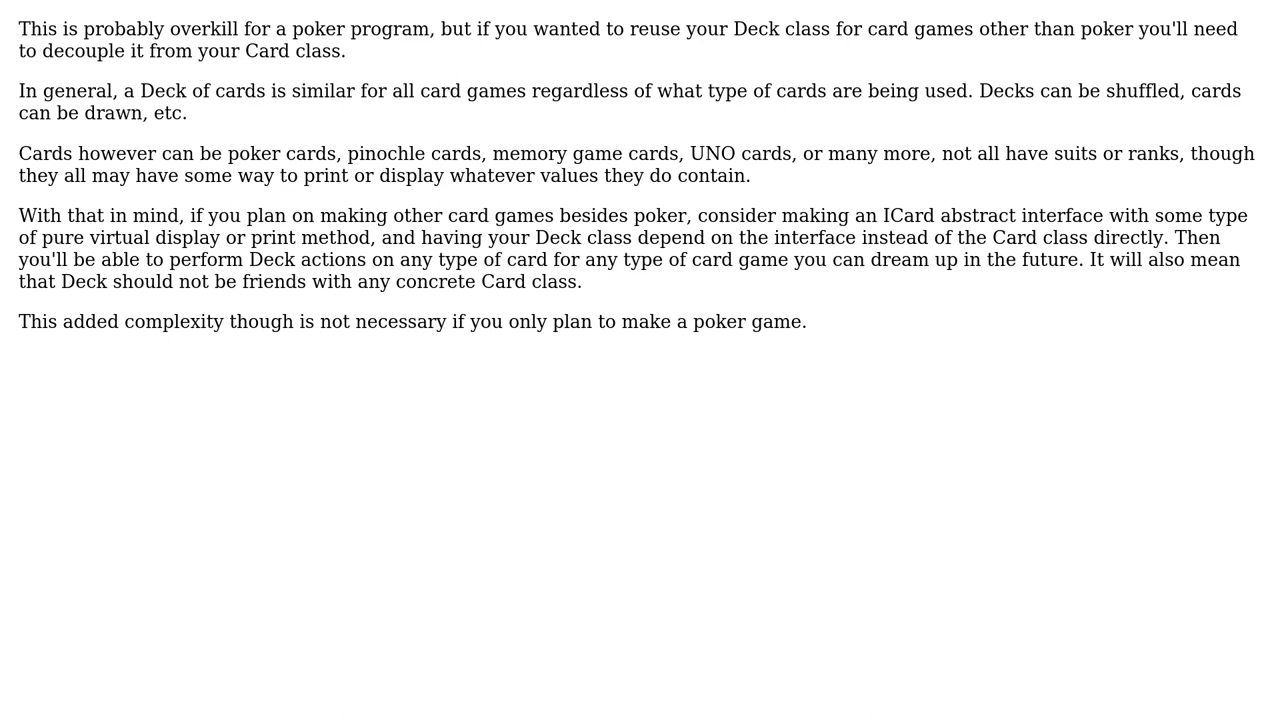 This is probably overkill for a poker program, but if you wanted to reuse your Deck class for card games other than poker you'll need
to decouple it from your Card class.
In general, a Deck of cards is similar for all card games regardless of what type of cards are being used. Decks can be shuffled, cards
can be drawn, etc.
Cards however can be poker cards, pinochle cards, memory game cards, UNO cards, or many more, not all have suits or ranks, though
they all may have some way to print or display whatever values they do contain.
With that in mind, if you plan on making other card games besides poker, consider making an ICard abstract interface with some type
of pure virtual display or print method, and having your Deck class depend on the interface instead of the Card class directly. Then
you'll be able to perform Deck actions on any type of card for any type of card game you can dream up in the future. It will also mean
that Deck should not be friends with any concrete Card class.
This added complexity though is not necessary if you only plan to make a poker game.